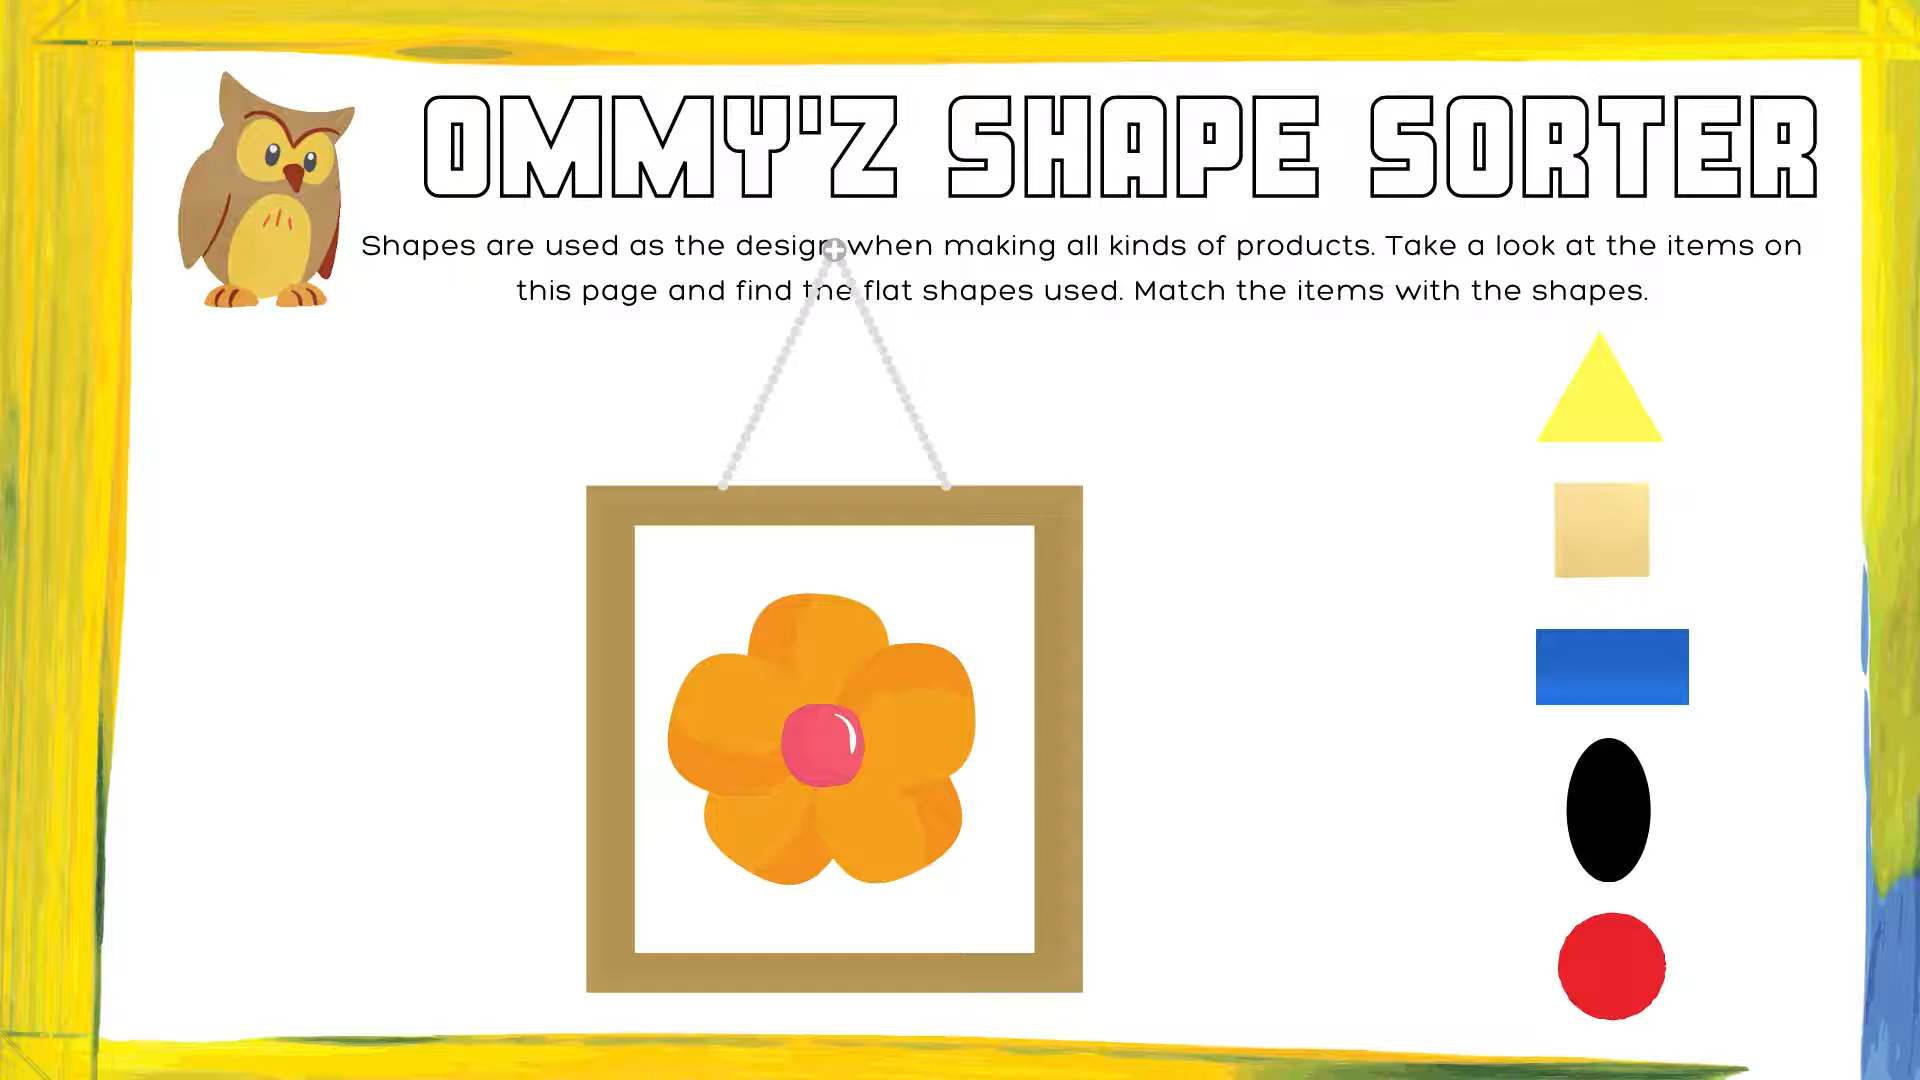 OMMY'Z SHAPE SORTER
Shapes are used as the design when making all kinds of products. Take a look at the items on
this page and find the flat shapes used. Match the items with the shapes.